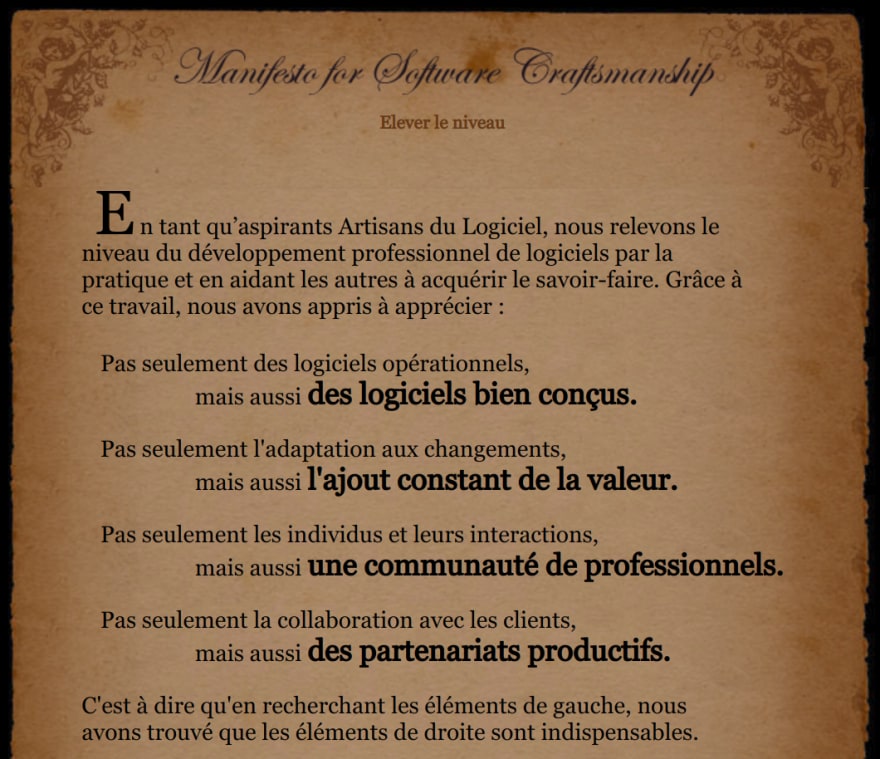 Manifesto for Software Craftsmanship
Elever le niveau
En tant qu’aspirants Artisans du Logiciel, nous relevons le
niveau du développement professionnel de logiciels par la
pratique et en aidant les autres à acquérir le savoir-faire. Grâce à
ce travail, nous avons appris à apprécier :
Pas seulement des logiciels opérationnels,
mais aussi des logiciels bien conçus.
Pas seulement l'adaptation aux changements,
mais aussi l'ajout constant de la valeur.
Pas seulement les individus et leurs interactions,
mais aussi une communauté de professionnels.
Pas seulement la collaboration avec les clients,
mais aussi des partenariats productifs.
C'est à dire qu'en recherchant les éléments de gauche, nous
avons trouvé que les éléments de droite sont indispensables.